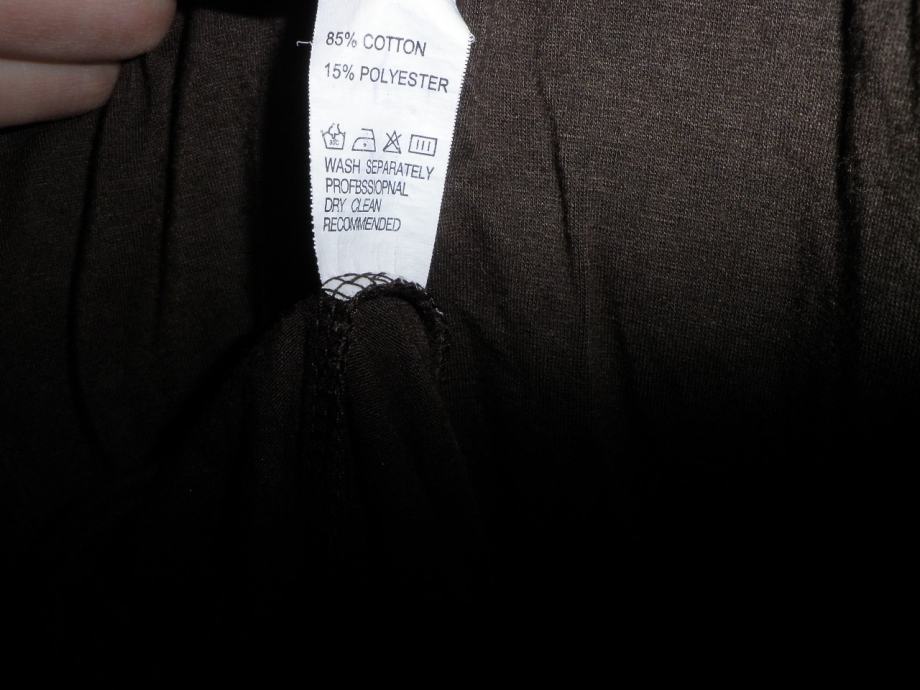 85% COTTON
15% POLYESTER
WASH SEPARATELY
PROFBSSIOPNAL
DRY CLEAN
RECOMMENDED